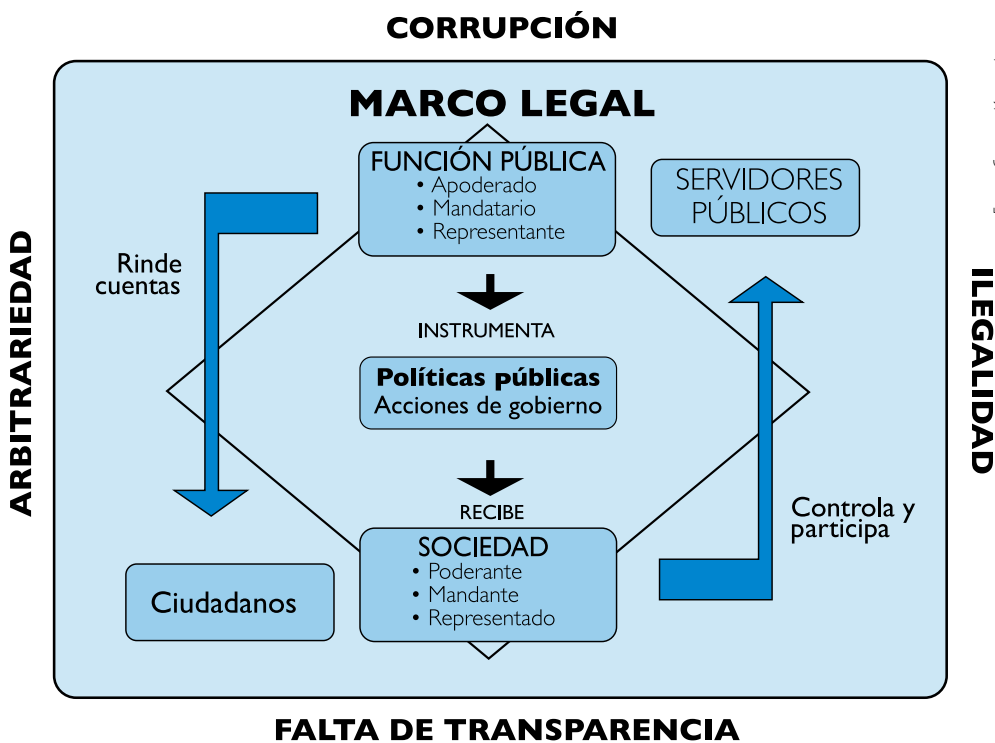 CORRUPCIÓN
MARCO LEGAL
FUNCIÓN PÚBLICA
• Apoderado
• Mandatario
• Representante
SERVIDORES
PÚBLICOS
Rinde
cuentas
ARBITRARIEDAD
ILEGALIDAD
INSTRUMENTA
Políticas públicas
Acciones de gobierno
RECIBE
SOCIEDAD
• Poderante
• Mandante
• Representado
Controla y
participa
Ciudadanos
FALTA DE TRANSPARENCIA